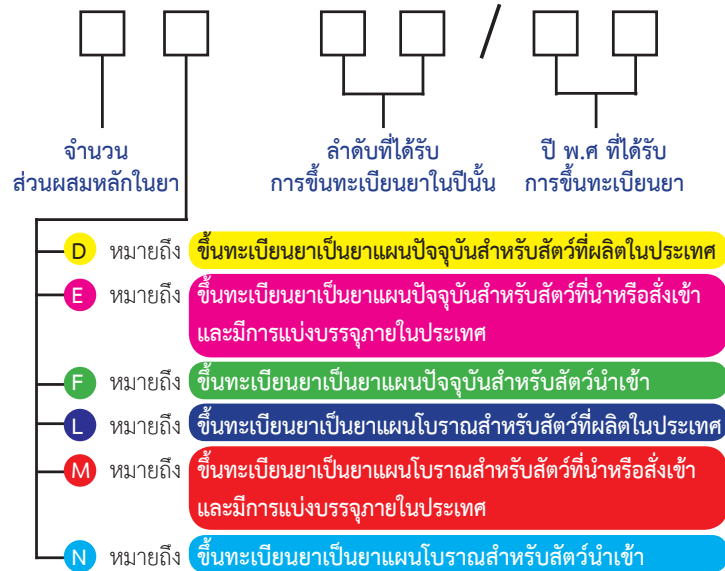 /
จำนวน
ส่วนผสมหลักในยา
ลำดับที่ได้รับ
การขึ้นทะเบียนยาในปีนั้น
ปี พ.ศ ที่ได้รับ
การขึ้นทะเบียนยา
D หมายถึง ขึ้นทะเบียนยาเป็นยาแผนปัจจุบันสำหรับสัตว์ที่ผลิตในประเทศ
E หมายถึง ขึ้นทะเบียนยาเป็นยาแผนปัจจุบันสำหรับสัตว์ที่นำหรือสั่งเข้า
และมีการแบ่งบรรจุภายในประเทศ
F หมายถึง ขึ้นทะเบียนยาเป็นยาแผนปัจจุบันสำหรับสัตว์นำเข้า
L หมายถึง ขึ้นทะเบียนยาเป็นยาแผนโบราณสำหรับสัตว์ที่ผลิตในประเทศ
M หมายถึง ขึ้นทะเบียนยาเป็นยาแผนโบราณสำหรับสัตว์ที่นำหรือสั่งเข้า
และมีการแบ่งบรรจุภายในประเทศ
N หมายถึง ขึ้นทะเบียนยาเป็นยาแผนโบราณสำหรับสัตว์นำเข้า